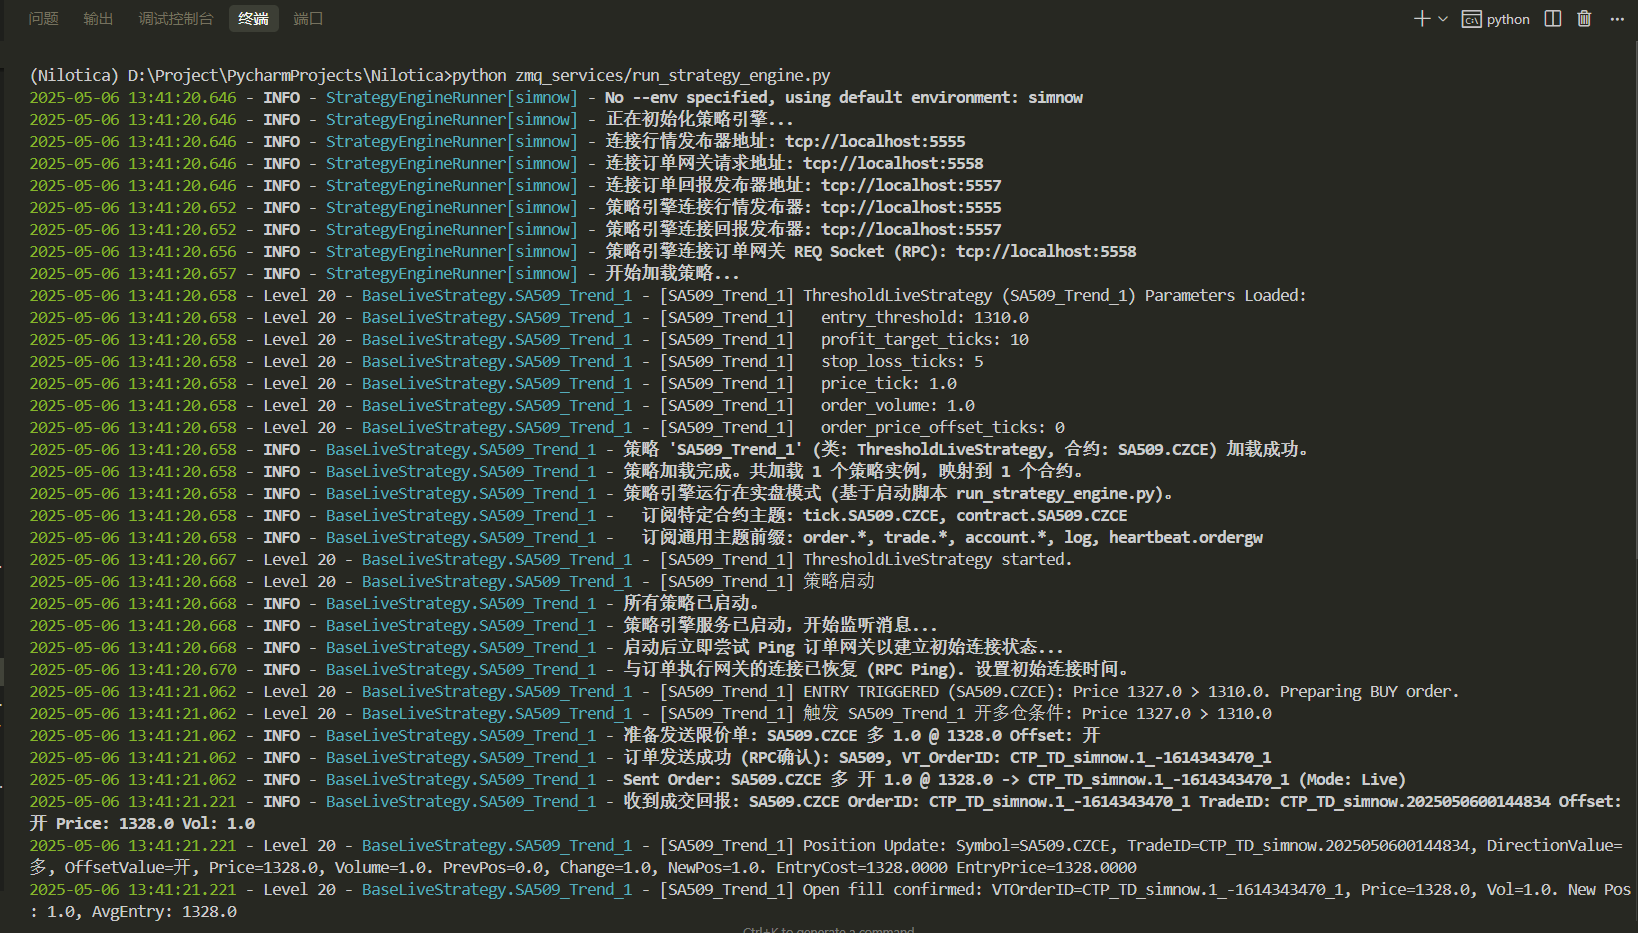 问题 输出 调试控制台 终端 端口 python
(Nilotica) D:\Project\PycharmProjects\Nilotica>python zmq_services/run_strategy_engine.py
2025-05-06 13:41:20.646 - INFO - StrategyEngineRunner[simnow] - No --env specified, using default environment: simnow
2025-05-06 13:41:20.646 - INFO - StrategyEngineRunner[simnow] - 正在初始化策略引擎...
2025-05-06 13:41:20.646 - INFO - StrategyEngineRunner[simnow] - 连接行情发布器地址: tcp://localhost:5555
2025-05-06 13:41:20.646 - INFO - StrategyEngineRunner[simnow] - 连接订单网关请求地址: tcp://localhost:5558
2025-05-06 13:41:20.646 - INFO - StrategyEngineRunner[simnow] - 连接订单回报发布器地址: tcp://localhost:5557
2025-05-06 13:41:20.652 - INFO - StrategyEngineRunner[simnow] - 策略引擎连接行情发布器: tcp://localhost:5555
2025-05-06 13:41:20.652 - INFO - StrategyEngineRunner[simnow] - 策略引擎连接回报发布器: tcp://localhost:5557
2025-05-06 13:41:20.656 - INFO - StrategyEngineRunner[simnow] - 策略引擎连接订单网关 REQ Socket (RPC): tcp://localhost:5558
2025-05-06 13:41:20.657 - INFO - StrategyEngineRunner[simnow] - 开始加载策略...
2025-05-06 13:41:20.658 - Level 20 - BaseLiveStrategy.SA509_Trend_1 - [SA509_Trend_1] ThresholdLiveStrategy (SA509_Trend_1) Parameters Loaded:
2025-05-06 13:41:20.658 - Level 20 - BaseLiveStrategy.SA509_Trend_1 - [SA509_Trend_1]   entry_threshold: 1310.0
2025-05-06 13:41:20.658 - Level 20 - BaseLiveStrategy.SA509_Trend_1 - [SA509_Trend_1]   profit_target_ticks: 10
2025-05-06 13:41:20.658 - Level 20 - BaseLiveStrategy.SA509_Trend_1 - [SA509_Trend_1]   stop_loss_ticks: 5
2025-05-06 13:41:20.658 - Level 20 - BaseLiveStrategy.SA509_Trend_1 - [SA509_Trend_1]   price_tick: 1.0
2025-05-06 13:41:20.658 - Level 20 - BaseLiveStrategy.SA509_Trend_1 - [SA509_Trend_1]   order_volume: 1.0
2025-05-06 13:41:20.658 - Level 20 - BaseLiveStrategy.SA509_Trend_1 - [SA509_Trend_1]   order_price_offset_ticks: 0
2025-05-06 13:41:20.658 - INFO - BaseLiveStrategy.SA509_Trend_1 - 策略 'SA509_Trend_1' (类: ThresholdLiveStrategy, 合约: SA509.CZCE) 加载成功。
2025-05-06 13:41:20.658 - INFO - BaseLiveStrategy.SA509_Trend_1 - 策略加载完成。共加载 1 个策略实例，映射到 1 个合约。
2025-05-06 13:41:20.658 - INFO - BaseLiveStrategy.SA509_Trend_1 - 策略引擎运行在实盘模式 (基于启动脚本 run_strategy_engine.py)。
2025-05-06 13:41:20.658 - INFO - BaseLiveStrategy.SA509_Trend_1 -   订阅特定合约主题: tick.SA509.CZCE, contract.SA509.CZCE
2025-05-06 13:41:20.658 - INFO - BaseLiveStrategy.SA509_Trend_1 -   订阅通用主题前缀: order.*, trade.*, account.*, log, heartbeat.ordergw
2025-05-06 13:41:20.667 - Level 20 - BaseLiveStrategy.SA509_Trend_1 - [SA509_Trend_1] ThresholdLiveStrategy started.
2025-05-06 13:41:20.668 - Level 20 - BaseLiveStrategy.SA509_Trend_1 - [SA509_Trend_1] 策略启动
2025-05-06 13:41:20.668 - INFO - BaseLiveStrategy.SA509_Trend_1 - 所有策略已启动。
2025-05-06 13:41:20.668 - INFO - BaseLiveStrategy.SA509_Trend_1 - 策略引擎服务已启动，开始监听消息...
2025-05-06 13:41:20.668 - INFO - BaseLiveStrategy.SA509_Trend_1 - 启动后立即尝试 Ping 订单网关以建立初始连接状态...
2025-05-06 13:41:20.670 - INFO - BaseLiveStrategy.SA509_Trend_1 - 与订单执行网关的连接已恢复 (RPC Ping). 设置初始连接时间。
2025-05-06 13:41:21.062 - Level 20 - BaseLiveStrategy.SA509_Trend_1 - [SA509_Trend_1] ENTRY TRIGGERED (SA509.CZCE): Price 1327.0 > 1310.0. Preparing BUY order.
2025-05-06 13:41:21.062 - Level 20 - BaseLiveStrategy.SA509_Trend_1 - [SA509_Trend_1] 触发 SA509_Trend_1 开多仓条件: Price 1327.0 > 1310.0
2025-05-06 13:41:21.062 - INFO - BaseLiveStrategy.SA509_Trend_1 - 准备发送限价单: SA509.CZCE 多 1.0 @ 1328.0 Offset: 开
2025-05-06 13:41:21.062 - INFO - BaseLiveStrategy.SA509_Trend_1 - 订单发送成功 (RPC确认): SA509, VT_OrderID: CTP_TD_simnow.1_-1614343470_1
2025-05-06 13:41:21.062 - INFO - BaseLiveStrategy.SA509_Trend_1 - Sent Order: SA509.CZCE 多 开 1.0 @ 1328.0 -> CTP_TD_simnow.1_-1614343470_1 (Mode: Live)
2025-05-06 13:41:21.221 - INFO - BaseLiveStrategy.SA509_Trend_1 - 收到成交回报: SA509.CZCE OrderID: CTP_TD_simnow.1_-1614343470_1 TradeID: CTP_TD_simnow.2025050600144834 Offset:
开 Price: 1328.0 Vol: 1.0
2025-05-06 13:41:21.221 - Level 20 - BaseLiveStrategy.SA509_Trend_1 - [SA509_Trend_1] Position Update: Symbol=SA509.CZCE, TradeID=CTP_TD_simnow.2025050600144834, DirectionValue=
多, OffsetValue=开, Price=1328.0, Volume=1.0. PrevPos=0.0, Change=1.0, NewPos=1.0. EntryCost=1328.0000 EntryPrice=1328.0000
2025-05-06 13:41:21.221 - Level 20 - BaseLiveStrategy.SA509_Trend_1 - [SA509_Trend_1] Open fill confirmed: VTOrderID=CTP_TD_simnow.1_-1614343470_1, Price=1328.0, Vol=1.0. New Pos
: 1.0, AvgEntry: 1328.0
Ctrl+K to generate a command